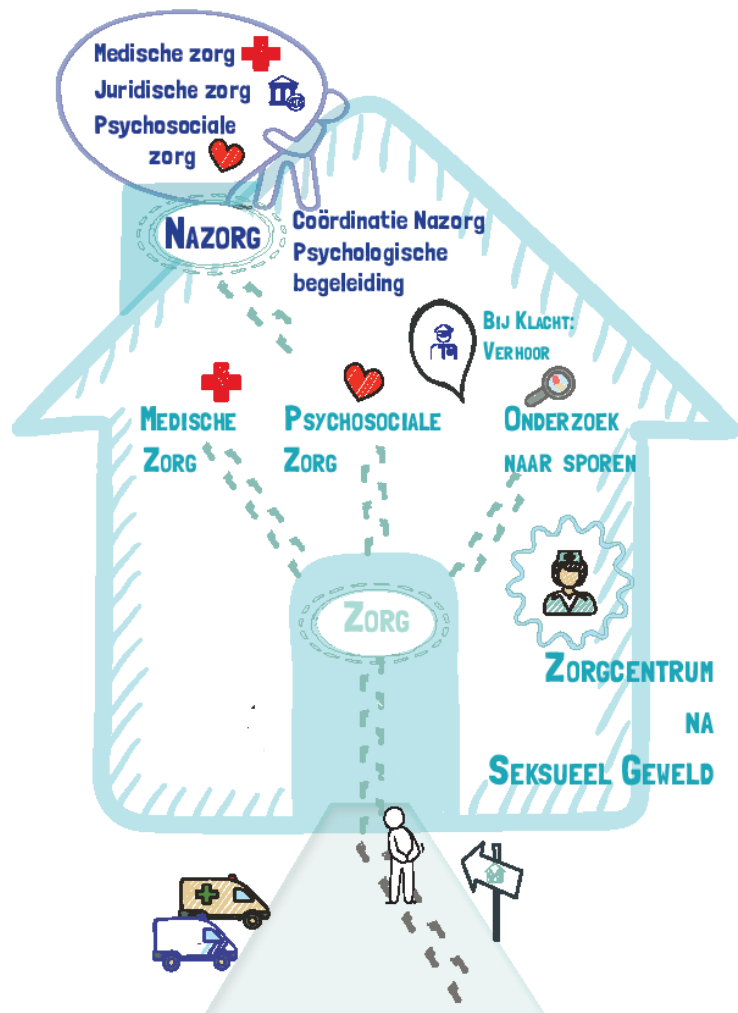 Medische zorg
Juridische zorg
Psychosociale
zorg
Nazorg
Coördinatie Nazorg
Psychologische
begeleiding
Bij Klacht:
Verhoor
Medische
Zorg
Psychosociale
Zorg
Onderzoek
naar sporen
Zorg
Zorgcentrum
na
Seksueel Geweld